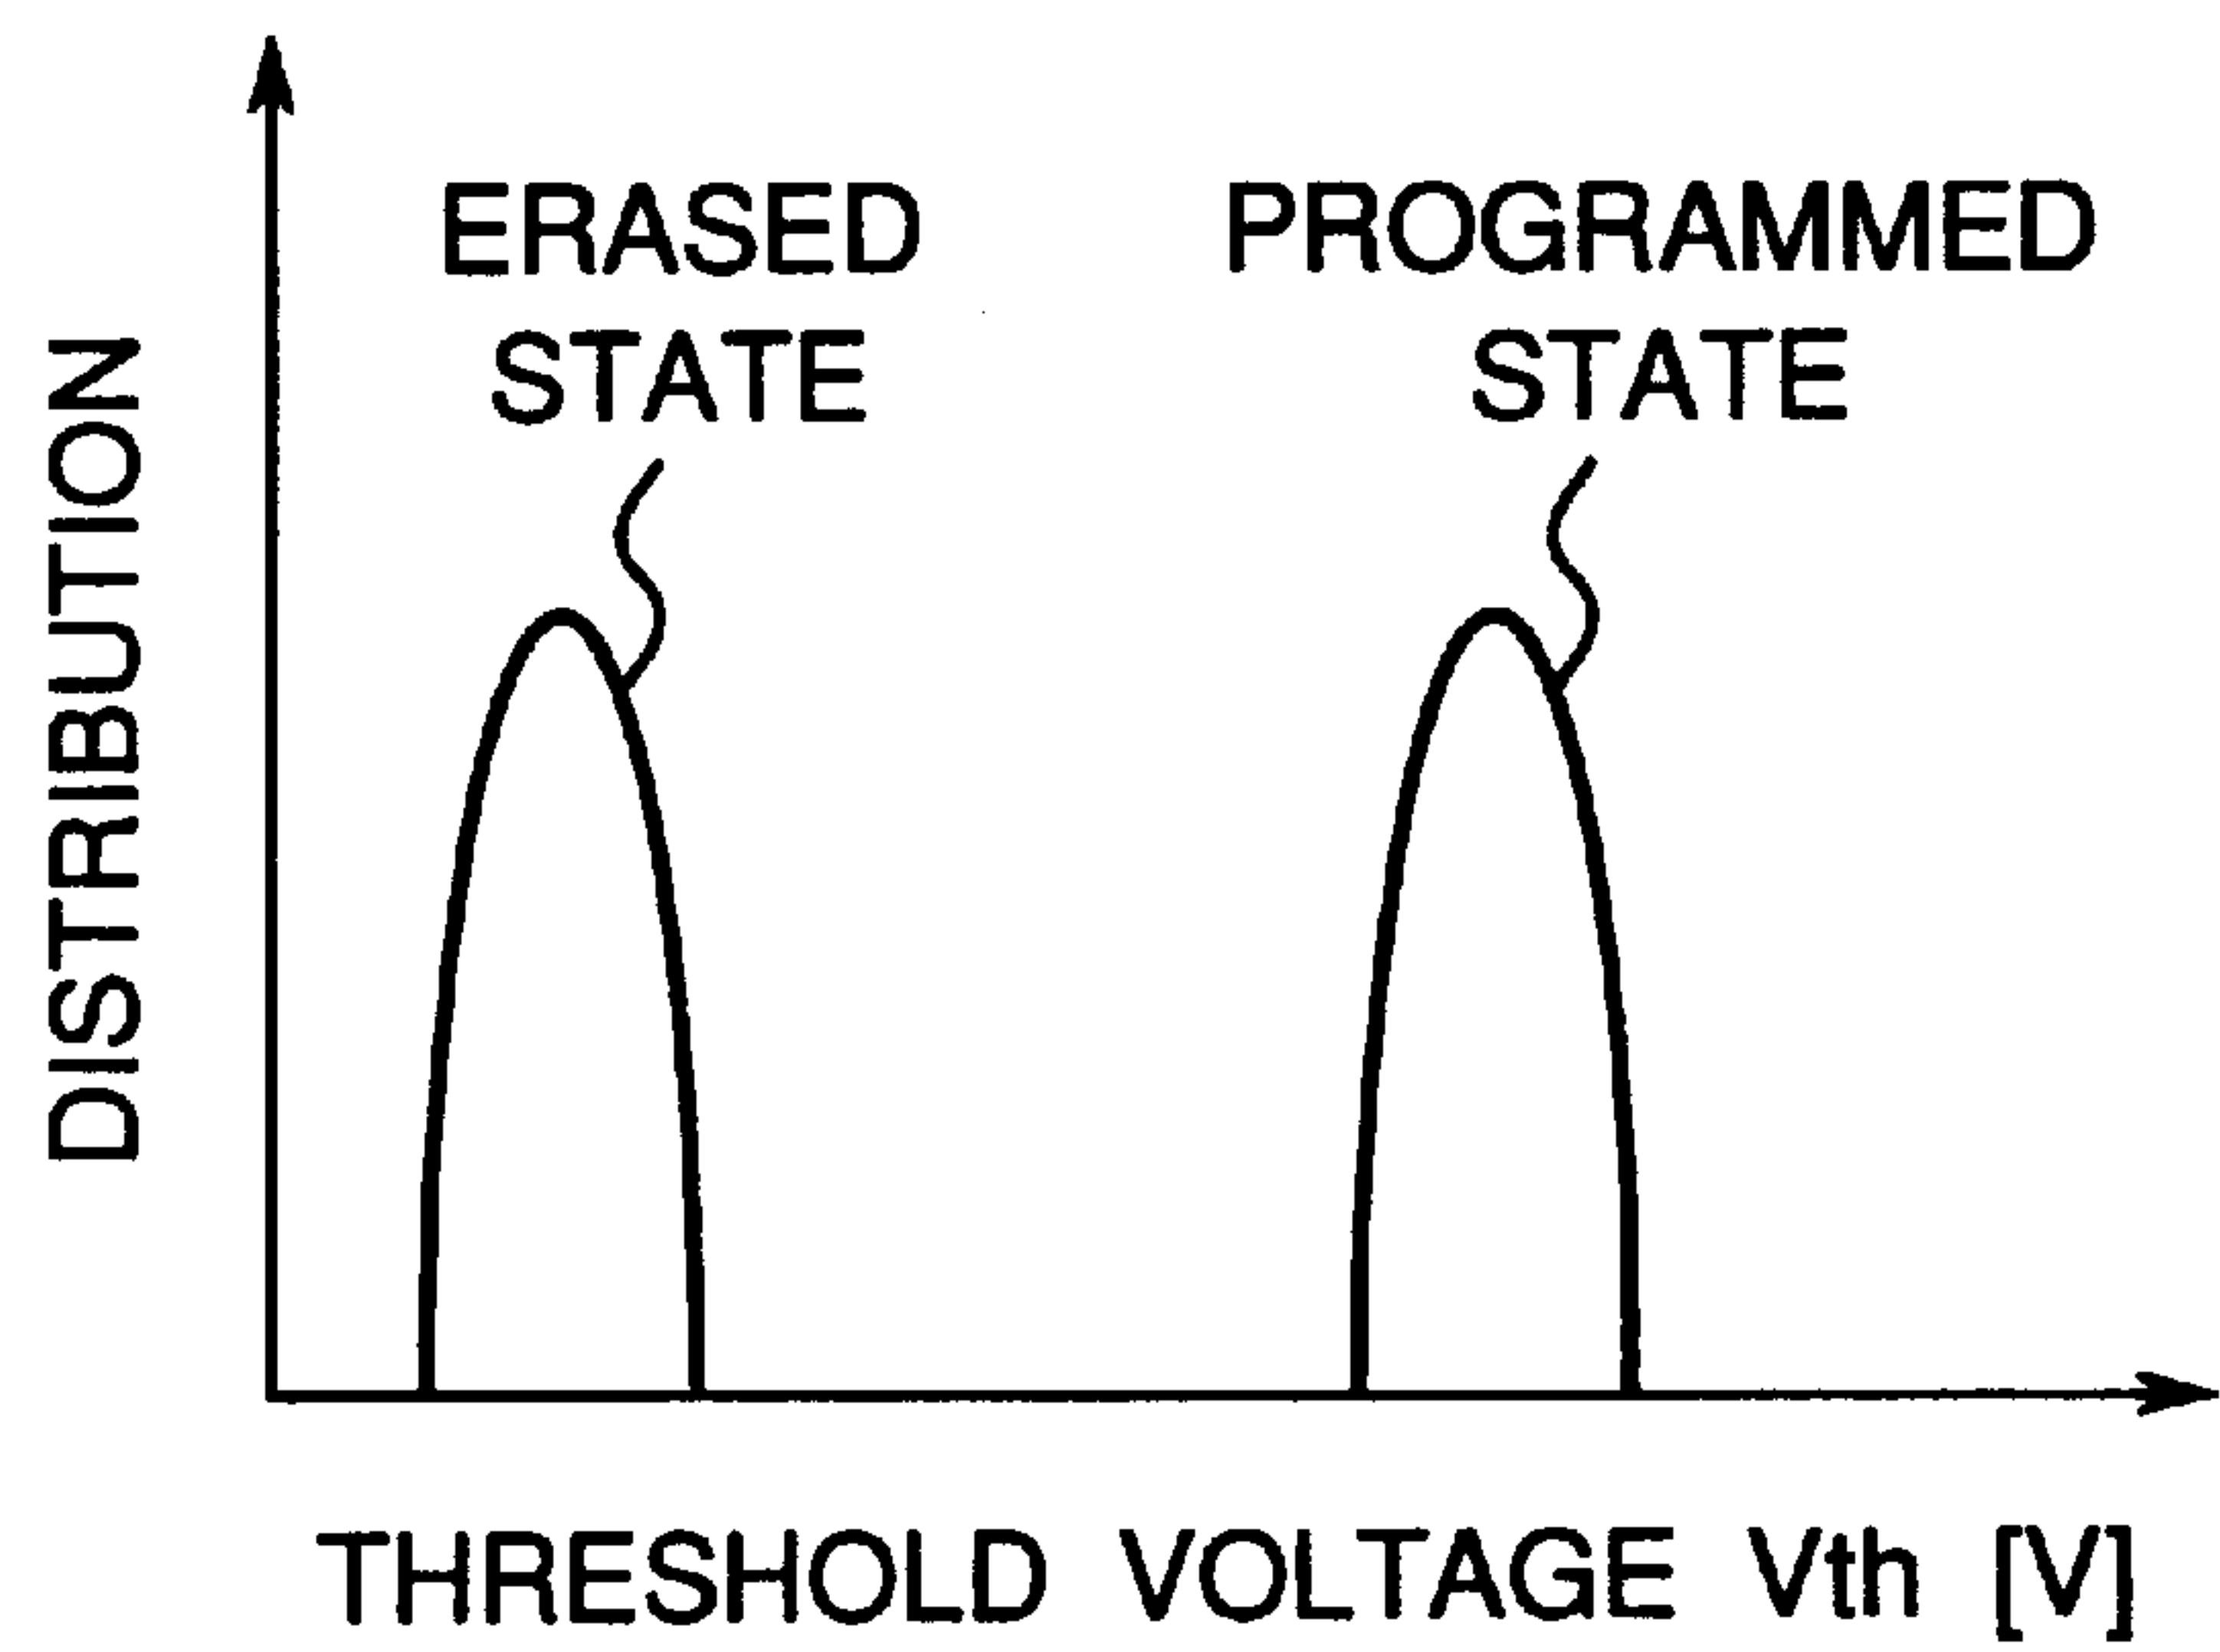 ERASED
STATE
PROGRAMMED
STATE
DISTRIBUTION
THRESHOLD VOLTAGE Vth [V]